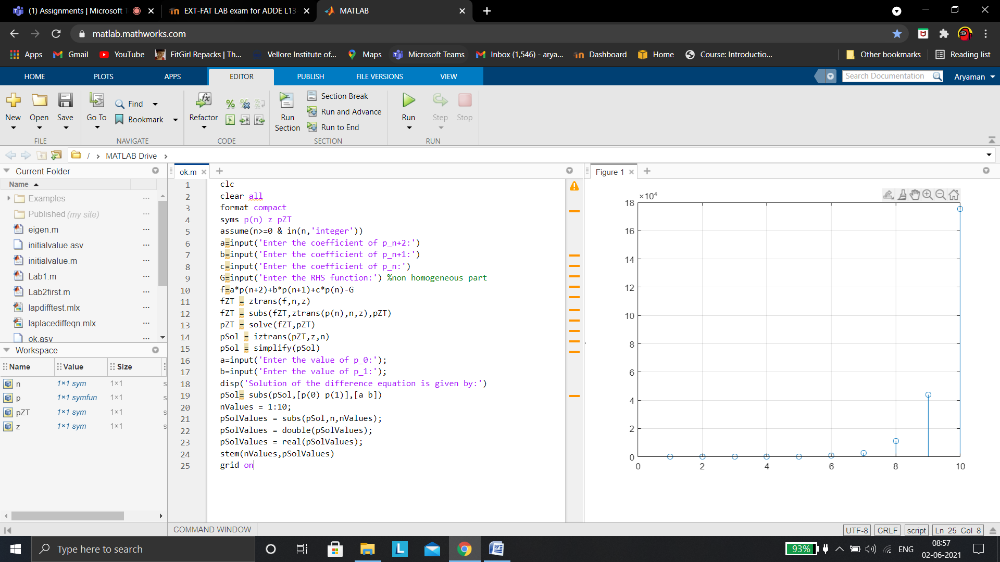 (1) Assignments | Microsoft T
EXT-FAT LAB exam for ADDE L13
MATLAB
matlab.mathworks.com
Apps Gmail YouTube FitGirl Repacks | Th... Vellore Institute of... Maps Microsoft Teams Inbox (1,546) - arya... Dashboard Home Course: Introductio... Other bookmarks Reading list
HOME PLOTS APPS EDITOR PUBLISH FILE VERSIONS VIEW Search Documentation Aryaman
New Open Save Go To Find Bookmark Refactor Run Section Section Break Run and Advance Run to End Run Step Stop
FILE NAVIGATE CODE SECTION RUN
/ › MATLAB Drive ›
Current Folder
Name
Examples ...
Published (my site) ...
eigen.m ...
initialvalue.asv ...
initialvalue.m ...
Lab1.m ...
Lab2first.m ...
lapdifftest.mlx ...
laplacediffeqn.mlx ...
ok.asv ...
Workspace
Name Value Size
n 1×1 sym 1×1 s
p 1×1 symfun 1×1 s
pZT 1×1 sym 1×1 s
z 1×1 sym 1×1 s
ok.m
1 clc
2 clear all
3 format compact
4 syms p(n) z pZT
5 assume(n>=0 & in(n,'integer'))
6 a=input('Enter the coefficient of p_n+2:')
7 b=input('Enter the coefficient of p_n+1:')
8 c=input('Enter the coefficient of p_n:')
9 G=input('Enter the RHS function:') %non homogeneous part
10 f=a*p(n+2)+b*p(n+1)+c*p(n)-G
11 fZT = ztrans(f,n,z)
12 fZT = subs(fZT,ztrans(p(n),n,z),pZT)
13 pZT = solve(fZT,pZT)
14 pSol = iztrans(pZT,z,n)
15 pSol = simplify(pSol)
16 a=input('Enter the value of p_0:');
17 b=input('Enter the value of p_1:');
18 disp('Solution of the difference equation is given by:')
19 pSol= subs(pSol,[p(0) p(1)],[a b])
20 nValues = 1:10;
21 pSolValues = subs(pSol,n,nValues);
22 pSolValues = double(pSolValues);
23 pSolValues = real(pSolValues);
24 stem(nValues,pSolValues)
25 grid on
Figure 1
×10⁴
18
16
14
12
10
8
6
4
2
0
0 2 4 6 8 10
COMMAND WINDOW
UTF-8 CRLF script Ln 25 Col 8
Type here to search
93% ENG
08:57
02-06-2021